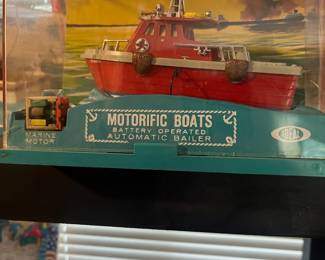 MOTORIFIC BOATS
BATTERY OPERATED
AUTOMATIC BAILER
MARINE
MOTOR
IDEAL